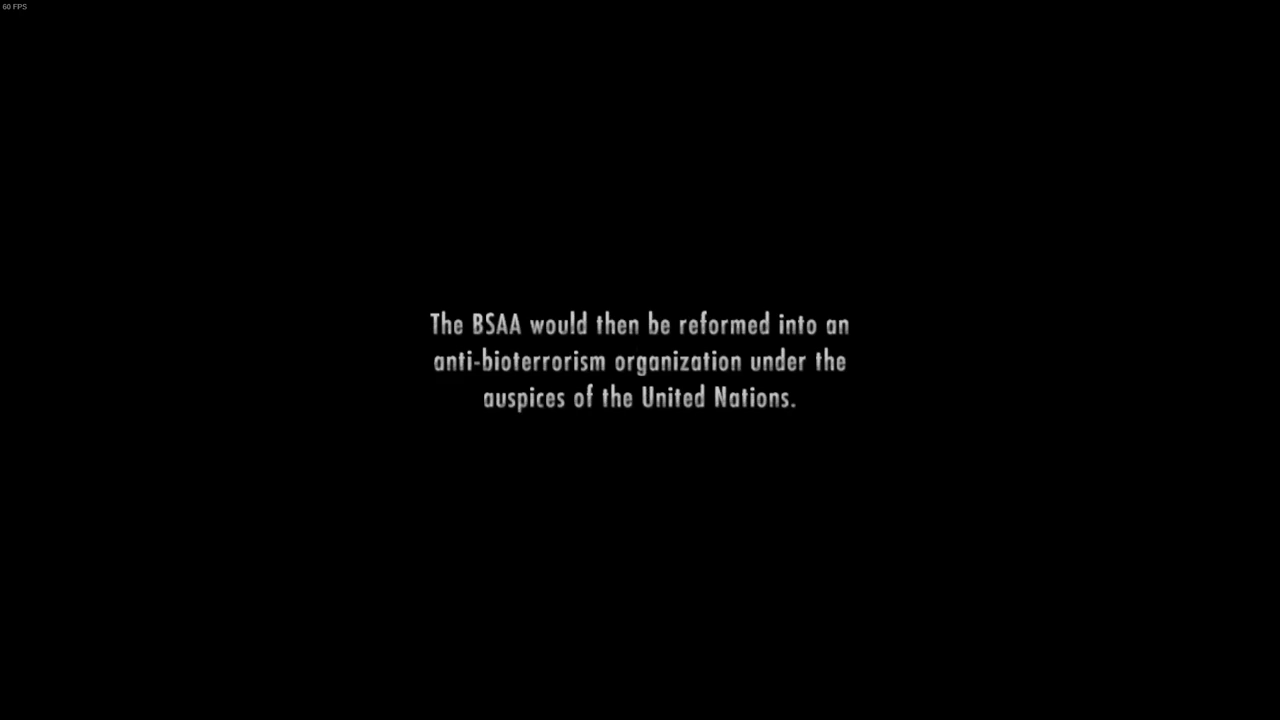 60 FPS
The BSAA would then be reformed into an
anti-bioterrorism organization under the
auspices of the United Nations.